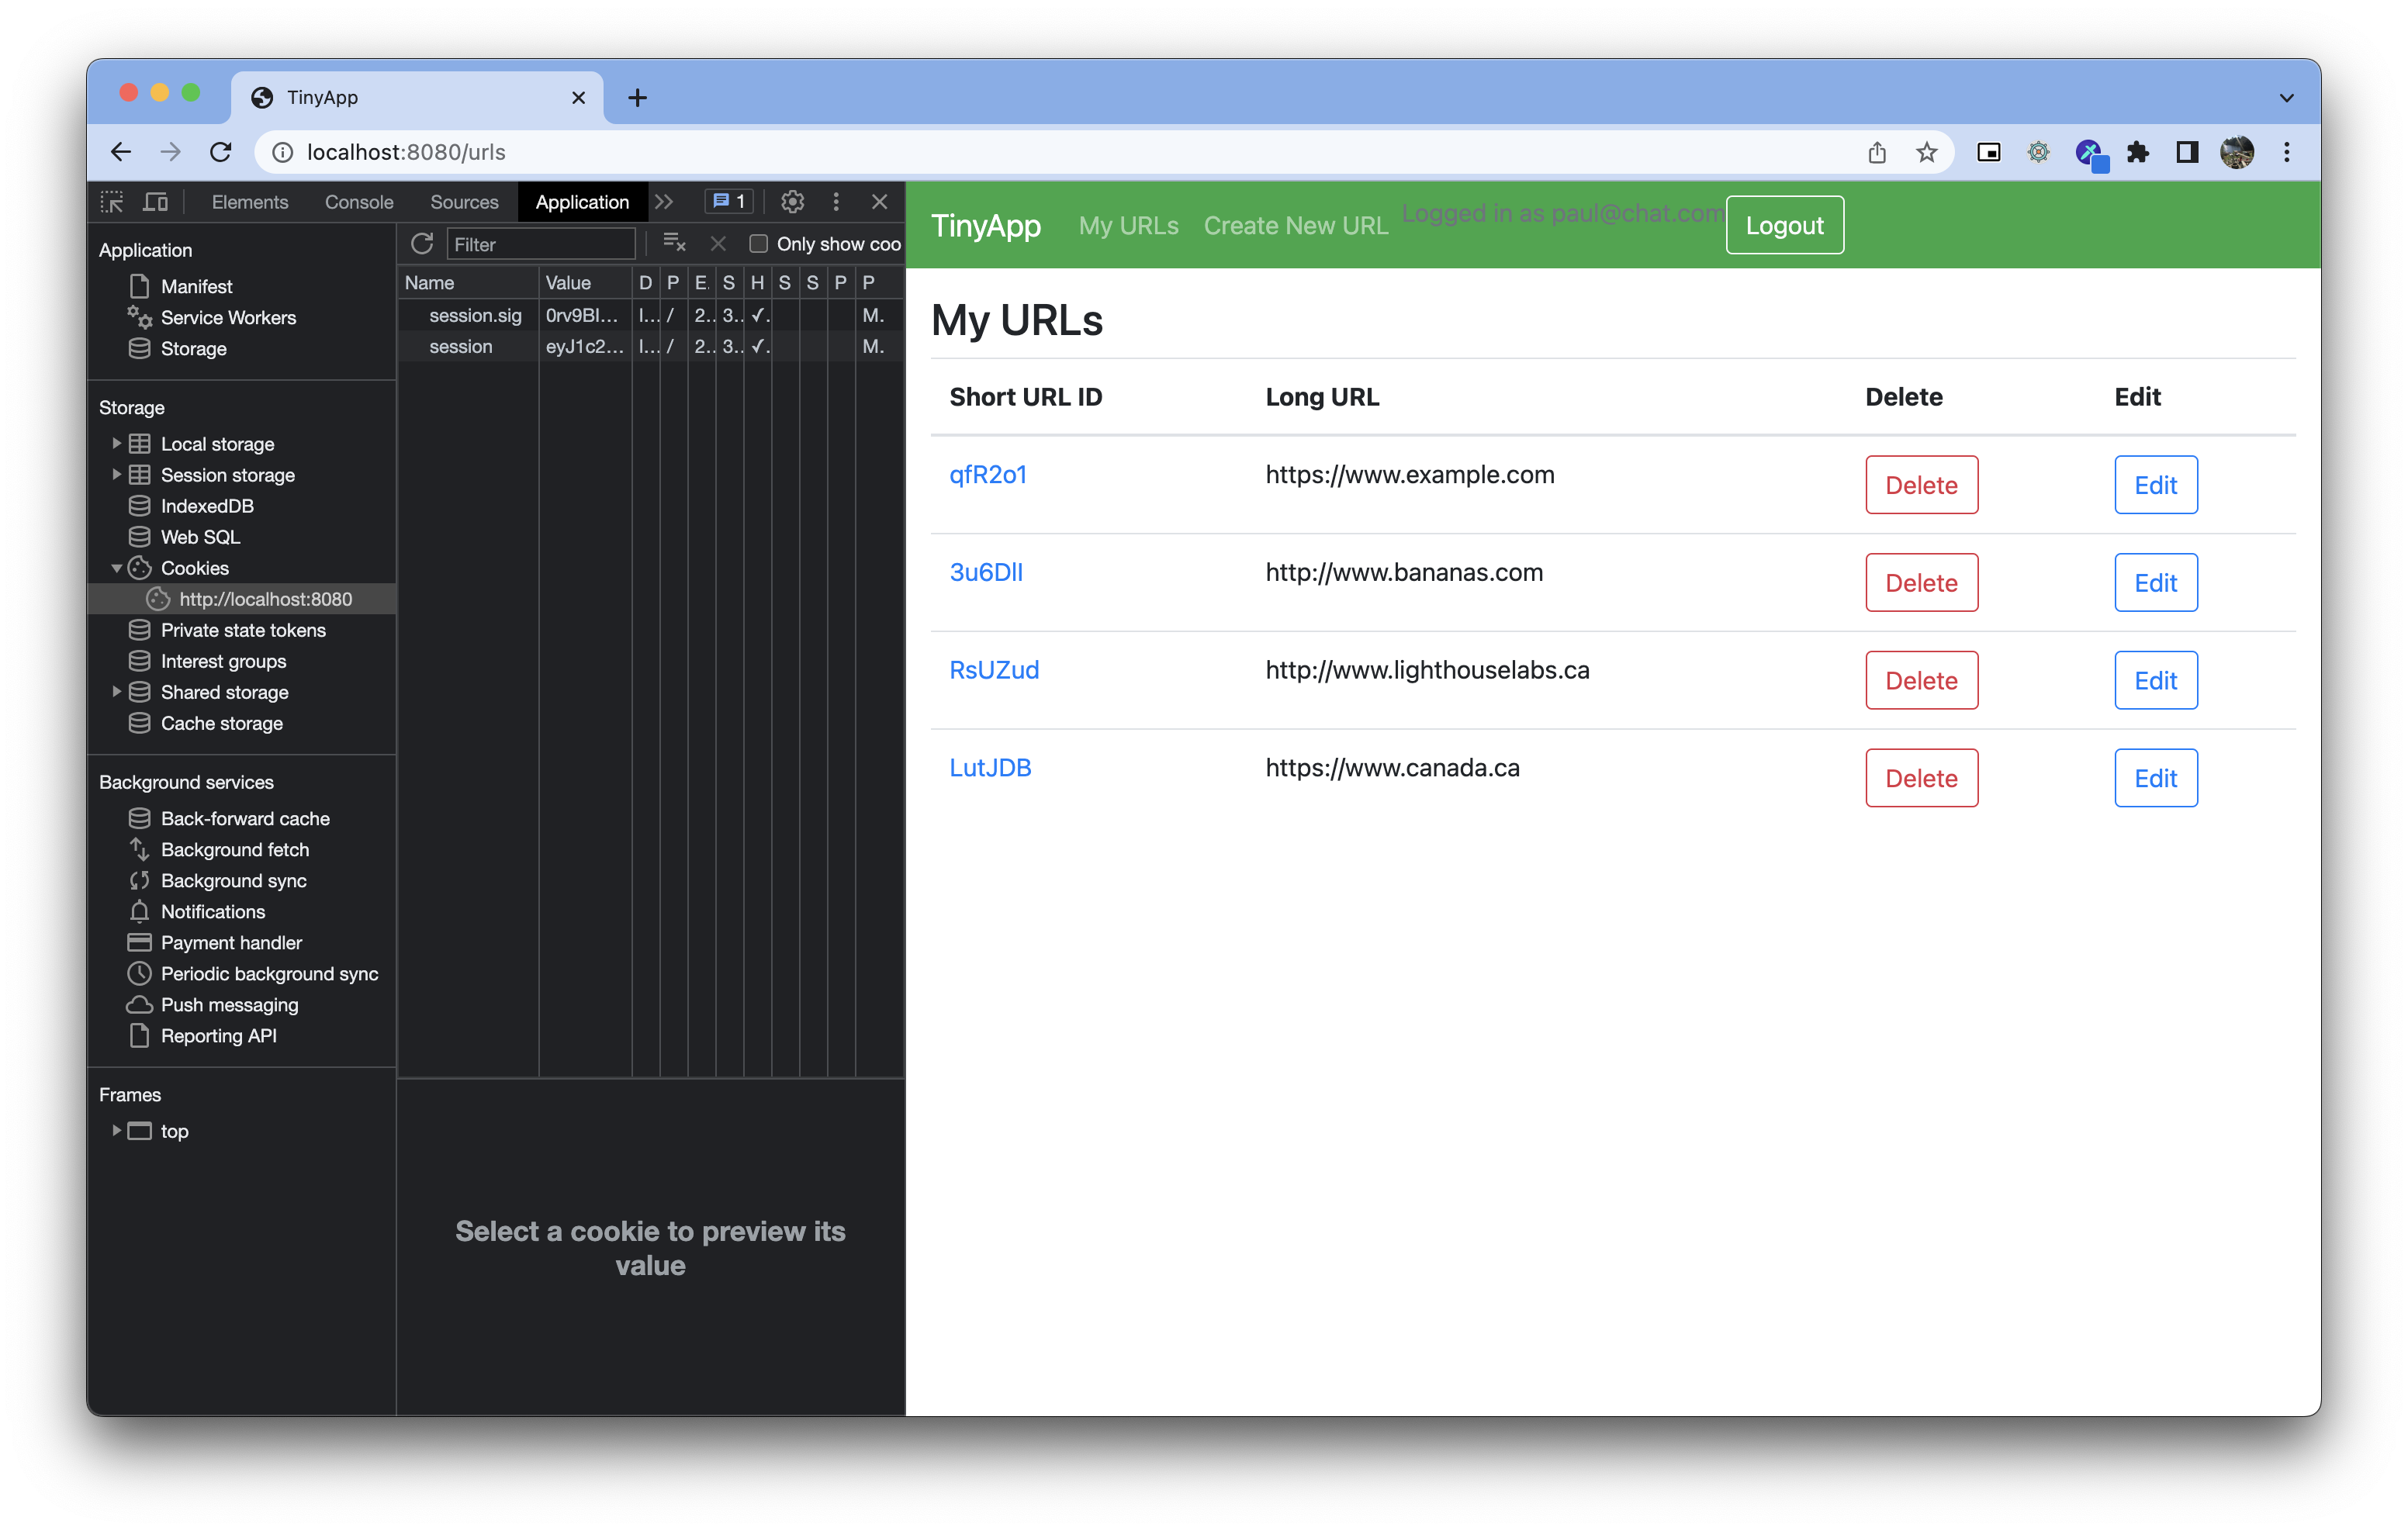 TinyApp
localhost:8080/urls
Elements Console Sources Application 1
Application
Manifest
Service Workers
Storage
Storage
Local storage
Session storage
IndexedDB
Web SQL
Cookies
http://localhost:8080
Private state tokens
Interest groups
Shared storage
Cache storage
Background services
Back-forward cache
Background fetch
Background sync
Notifications
Payment handler
Periodic background sync
Push messaging
Reporting API
Frames
top
Filter Only show coo
Name Value D P E. S H S S P P
session.sig 0rv9BI... l... / 2.. 3.. ✓. M.
session eyJ1c2... l... / 2.. 3.. ✓. M.
Select a cookie to preview its
value
TinyApp My URLs Create New URL Logged in as paul@chat.com Logout
My URLs
Short URL ID Long URL Delete Edit
qfR2o1 https://www.example.com Delete Edit
3u6DlI http://www.bananas.com Delete Edit
RsUZud http://www.lighthouselabs.ca Delete Edit
LutJDB https://www.canada.ca Delete Edit